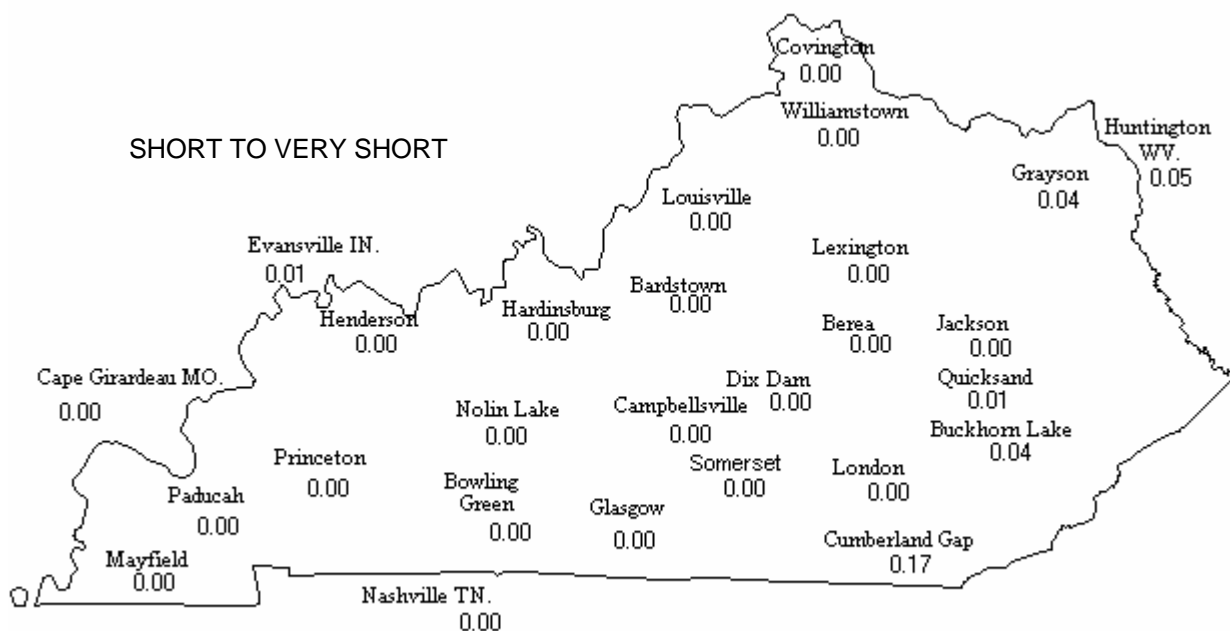 Covington
0.00
Williamstown
0.00
SHORT TO VERY SHORT
Huntington
WV.
0.05
Grayson
0.04
Louisville
0.00
Evansville IN.
0.01
Lexington
0.00
Bardstown
0.00
Henderson
0.00
Hardinsburg
0.00
Berea
0.00
Jackson
0.00
Cape Girardeau MO.
0.00
Dix Dam
0.00
Quicksand
0.01
Nolin Lake
0.00
Campbellsville
0.00
Buckhorn Lake
0.04
Princeton
0.00
Somerset
0.00
London
0.00
Paducah
0.00
Bowling
Green
0.00
Glasgow
0.00
Mayfield
0.00
Cumberland Gap
0.17
Nashville TN.
0.00